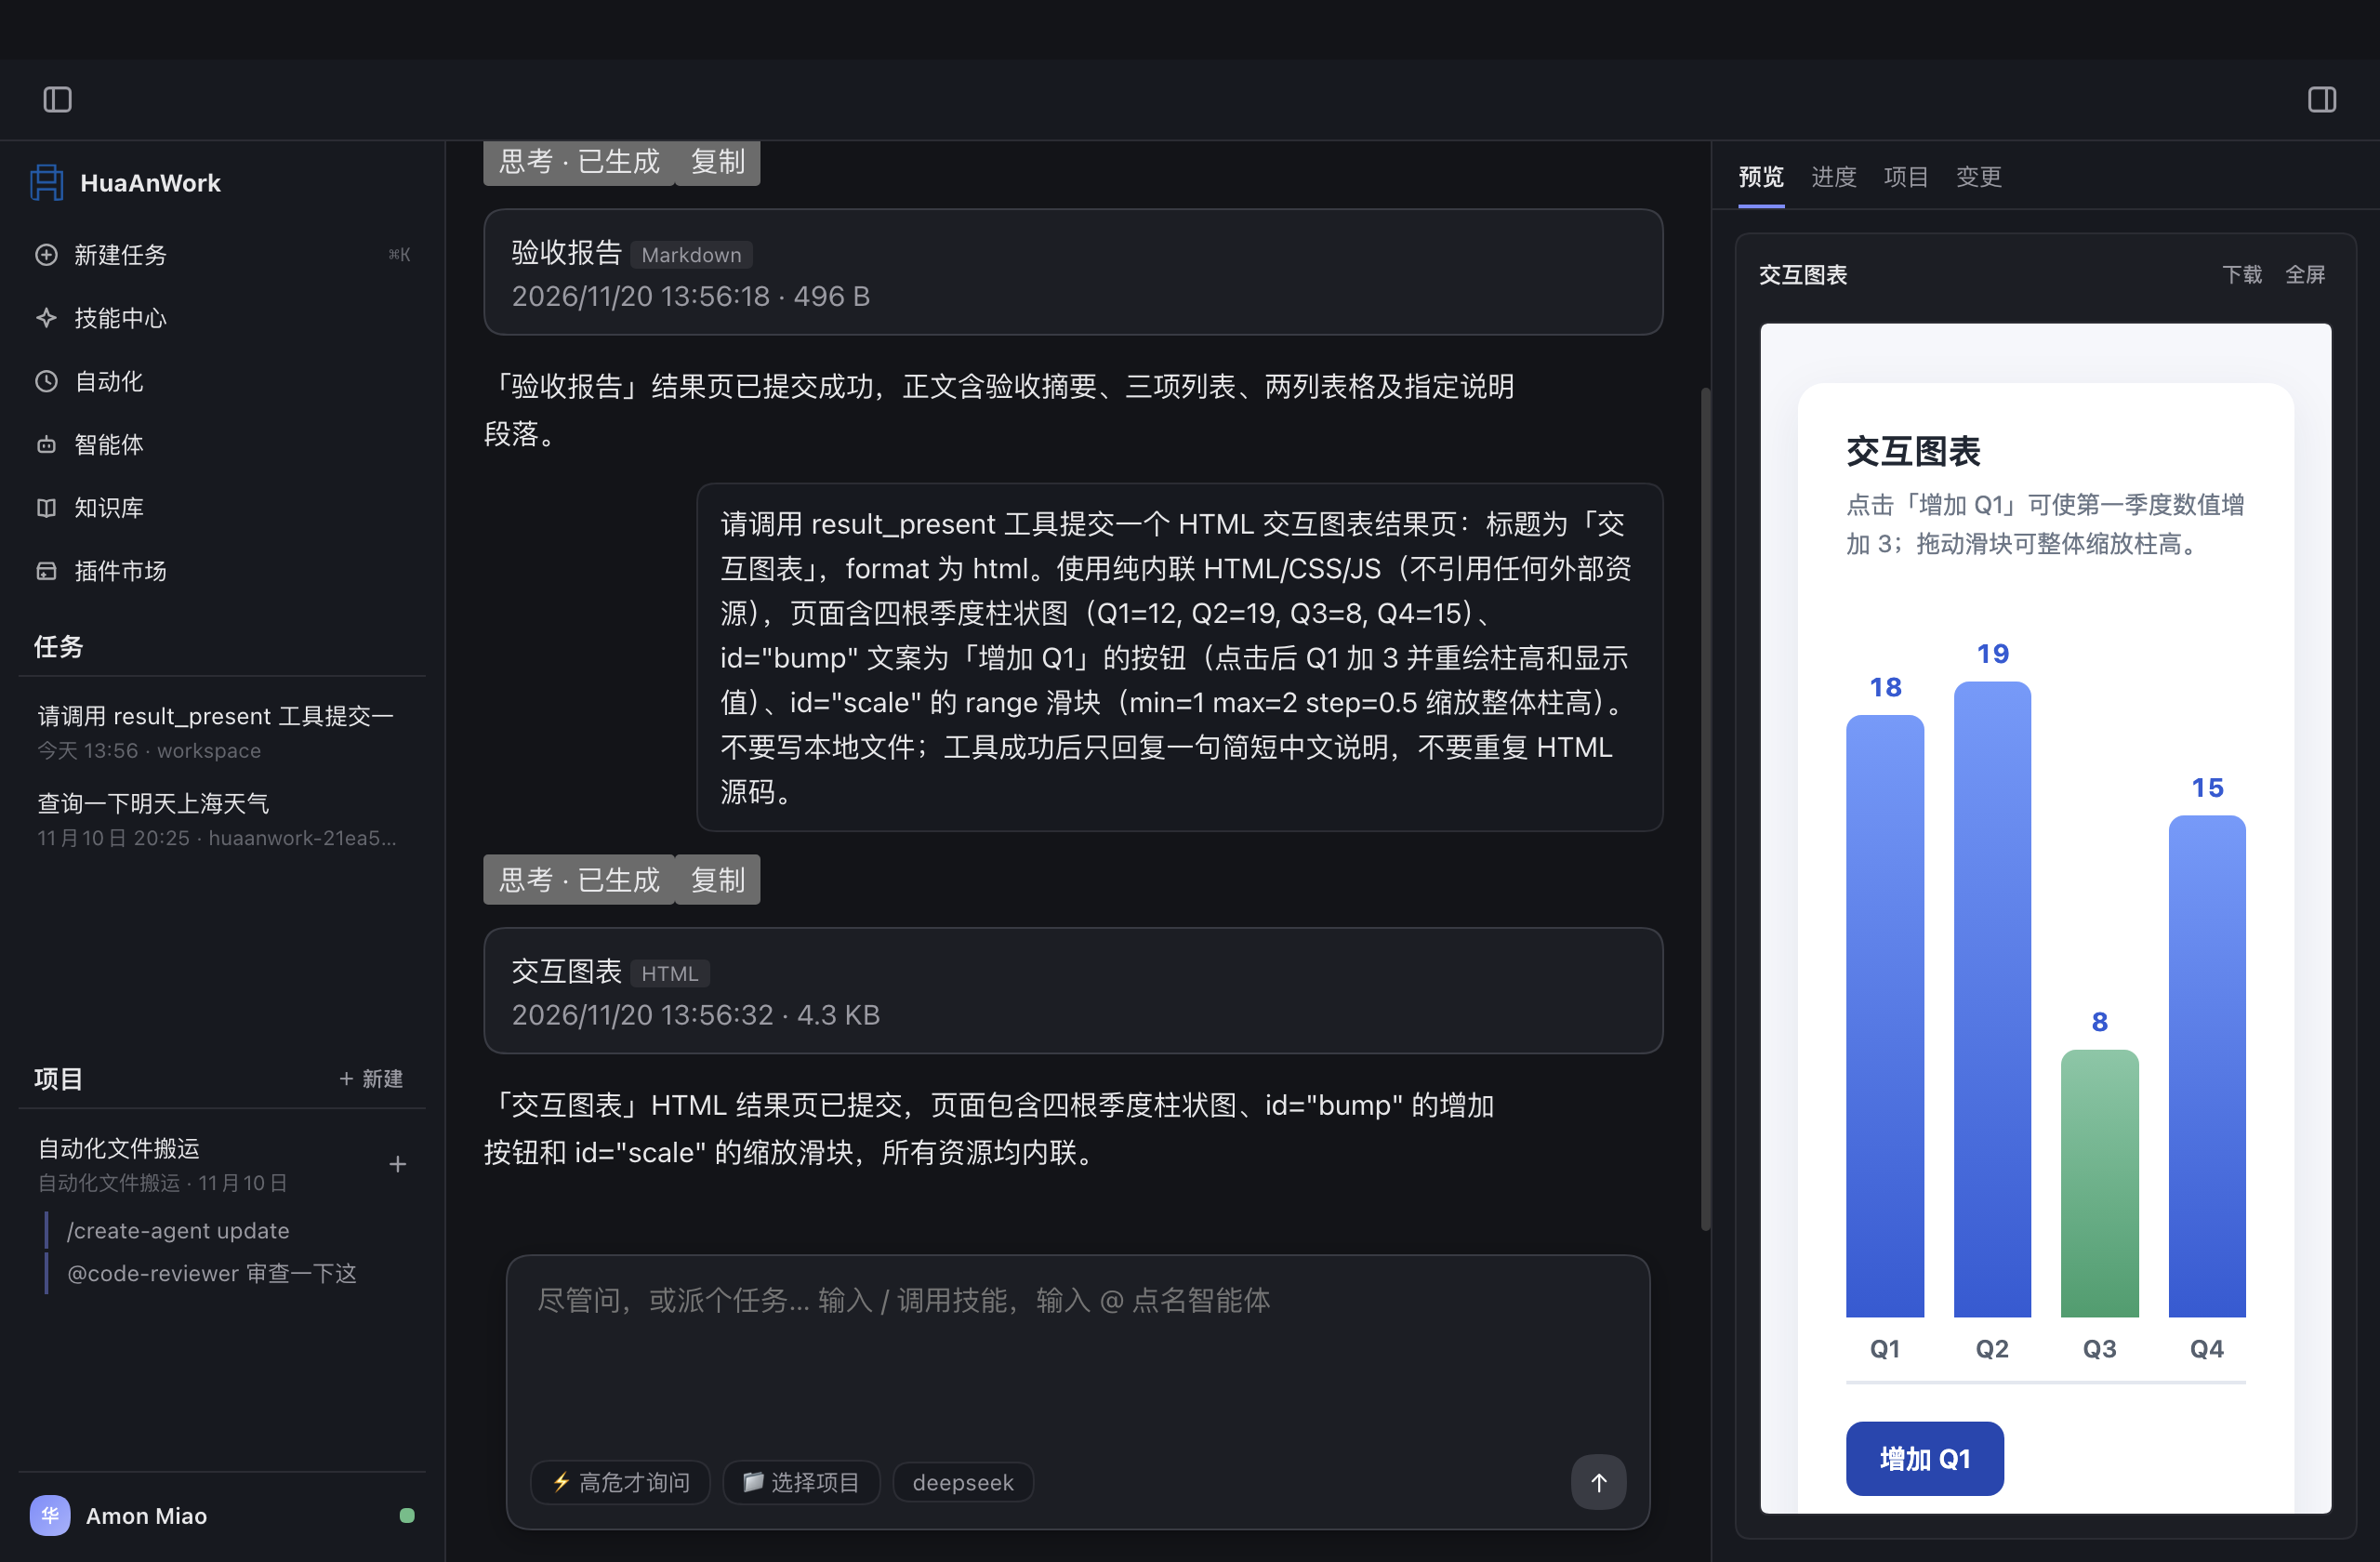 HuaAnWork
新建任务
⌘K
技能中心
自动化
智能体
知识库
插件市场
任务
请调用 result_present 工具提交一
今天 13:56 · workspace
查询一下明天上海天气
11月10日 20:25 · huaanwork-21ea5...
项目
+ 新建
自动化文件搬运
自动化文件搬运 · 11月10日
+
/create-agent update
@code-reviewer 审查一下这
华
Amon Miao
思考 · 已生成
复制
验收报告 Markdown
2026/11/20 13:56:18 · 496 B
「验收报告」结果页已提交成功，正文含验收摘要、三项列表、两列表格及指定说明
段落。
请调用 result_present 工具提交一个 HTML 交互图表结果页：标题为「交
互图表」，format 为 html。使用纯内联 HTML/CSS/JS（不引用任何外部资
源），页面含四根季度柱状图（Q1=12, Q2=19, Q3=8, Q4=15）、
id="bump" 文案为「增加 Q1」的按钮（点击后 Q1 加 3 并重绘柱高和显示
值）、id="scale" 的 range 滑块（min=1 max=2 step=0.5 缩放整体柱高）。
不要写本地文件；工具成功后只回复一句简短中文说明，不要重复 HTML
源码。
思考 · 已生成
复制
交互图表 HTML
2026/11/20 13:56:32 · 4.3 KB
「交互图表」HTML 结果页已提交，页面包含四根季度柱状图、id="bump" 的增加
按钮和 id="scale" 的缩放滑块，所有资源均内联。
尽管问，或派个任务... 输入 / 调用技能，输入 @ 点名智能体
高危才询问
选择项目
deepseek
预览
进度
项目
变更
交互图表
下载
全屏
交互图表
点击「增加 Q1」可使第一季度数值增
加 3；拖动滑块可整体缩放柱高。
18
19
8
15
Q1
Q2
Q3
Q4
增加 Q1